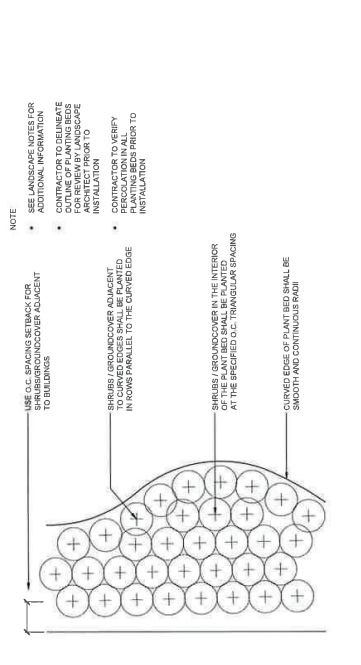 NOTE
* SEE LANDSCAPE NOTES FOR
ADDITIONAL INFORMATION
* CONTRACTOR TO DELINEATE
OUTLINE OF PLANTING BEDS
FOR REVIEW BY LANDSCAPE
ARCHITECT PRIOR TO
INSTALLATION
* CONTRACTOR TO VERIFY
PERCOLATION IN ALL
PLANTING BEDS PRIOR TO
INSTALLATION
USE O.C. SPACING SETBACK FOR
SHRUBS/GROUNDCOVER ADJACENT
TO BUILDINGS
SHRUBS / GROUNDCOVER ADJACENT
TO CURVED EDGES SHALL BE PLANTED
IN ROWS PARALLEL TO THE CURVED EDGE
SHRUBS / GROUNDCOVER IN THE INTERIOR
OF THE PLANT BED SHALL BE PLANTED
AT THE SPECIFIED O.C. TRIANGULAR SPACING
CURVED EDGE OF PLANT BED SHALL BE
SMOOTH AND CONTINUOUS RADII